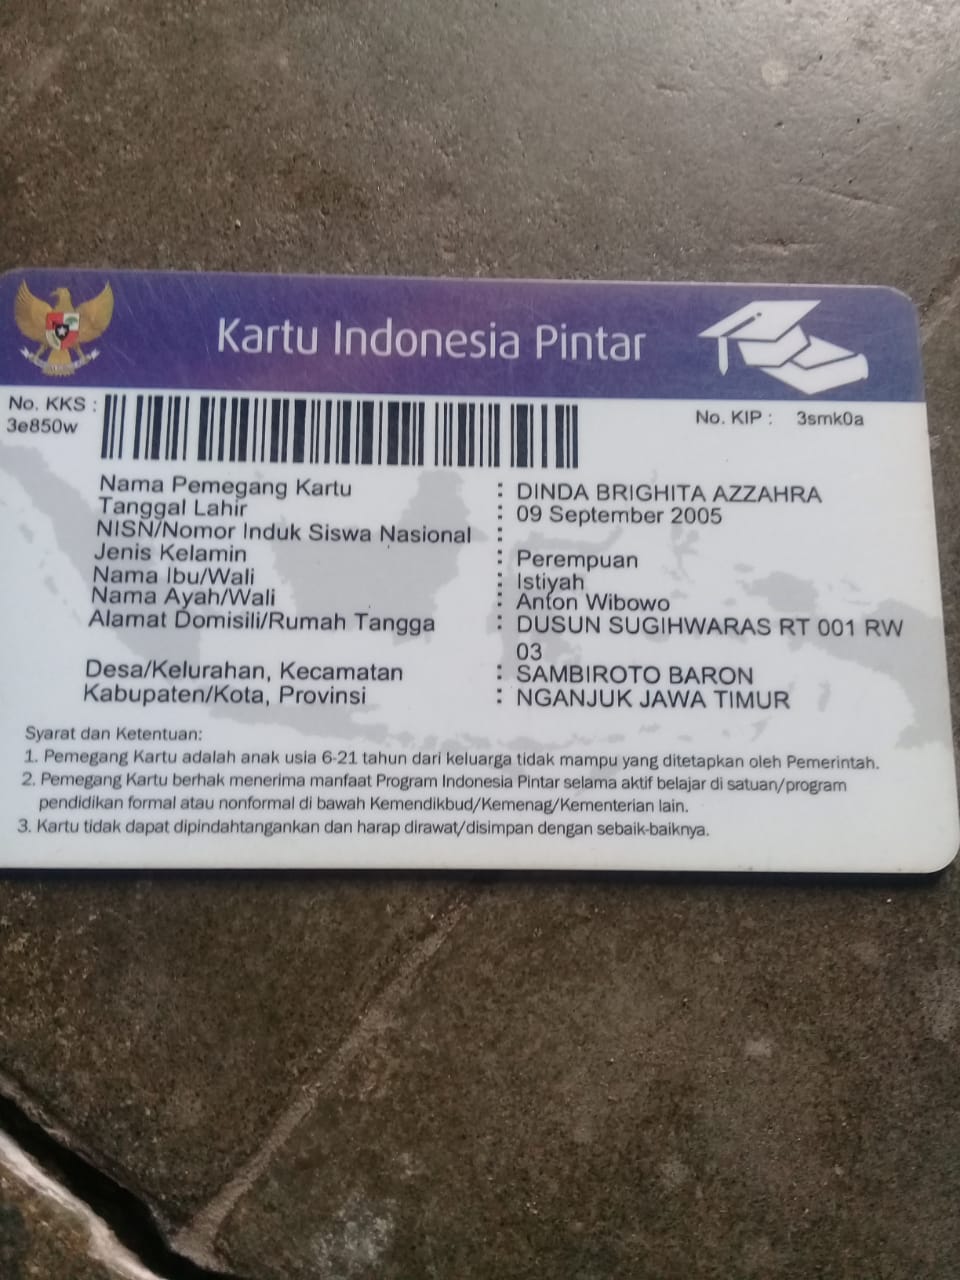 Kartu Indonesia Pintar
No. KKS :
3e850w
No. KIP : 3smk0a
Nama Pemegang Kartu : DINDA BRIGHITA AZZAHRA
Tanggal Lahir : 09 September 2005
NISN/Nomor Induk Siswa Nasional :
Jenis Kelamin : Perempuan
Nama Ibu/Wali : Istiyah
Nama Ayah/Wali : Anton Wibowo
Alamat Domisili/Rumah Tangga : DUSUN SUGIHWARAS RT 001 RW
03
Desa/Kelurahan, Kecamatan : SAMBIROTO BARON
Kabupaten/Kota, Provinsi : NGANJUK JAWA TIMUR
Syarat dan Ketentuan:
1. Pemegang Kartu adalah anak usia 6-21 tahun dari keluarga tidak mampu yang ditetapkan oleh Pemerintah.
2. Pemegang Kartu berhak menerima manfaat Program Indonesia Pintar selama aktif belajar di satuan/program
pendidikan formal atau nonformal di bawah Kemendikbud/Kemenag/Kementerian lain.
3. Kartu tidak dapat dipindahtangankan dan harap dirawat/disimpan dengan sebaik-baiknya.